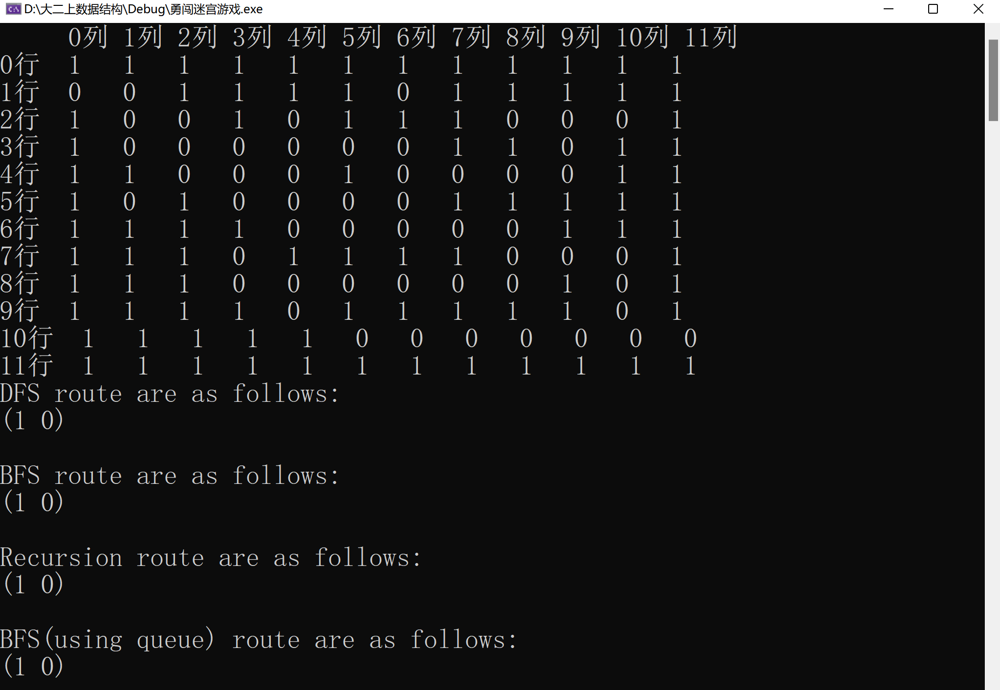 D:\大二上数据结构\Debug\勇闯迷宫游戏.exe
0列 1列 2列 3列 4列 5列 6列 7列 8列 9列 10列 11列
0行 1 1 1 1 1 1 1 1 1 1 1 1
1行 0 0 1 1 1 1 0 1 1 1 1 1
2行 1 0 0 1 0 1 1 1 0 0 0 1
3行 1 0 0 0 0 0 0 1 1 0 1 1
4行 1 1 0 0 0 1 0 0 0 0 1 1
5行 1 0 1 0 0 0 0 1 1 1 1 1
6行 1 1 1 1 0 0 0 0 0 1 1 1
7行 1 1 1 0 1 1 1 1 0 0 0 1
8行 1 1 1 0 0 0 0 0 0 1 0 1
9行 1 1 1 1 0 1 1 1 1 1 0 1
10行 1 1 1 1 1 0 0 0 0 0 0 0
11行 1 1 1 1 1 1 1 1 1 1 1 1
DFS route are as follows:
(1 0)
BFS route are as follows:
(1 0)
Recursion route are as follows:
(1 0)
BFS(using queue) route are as follows:
(1 0)